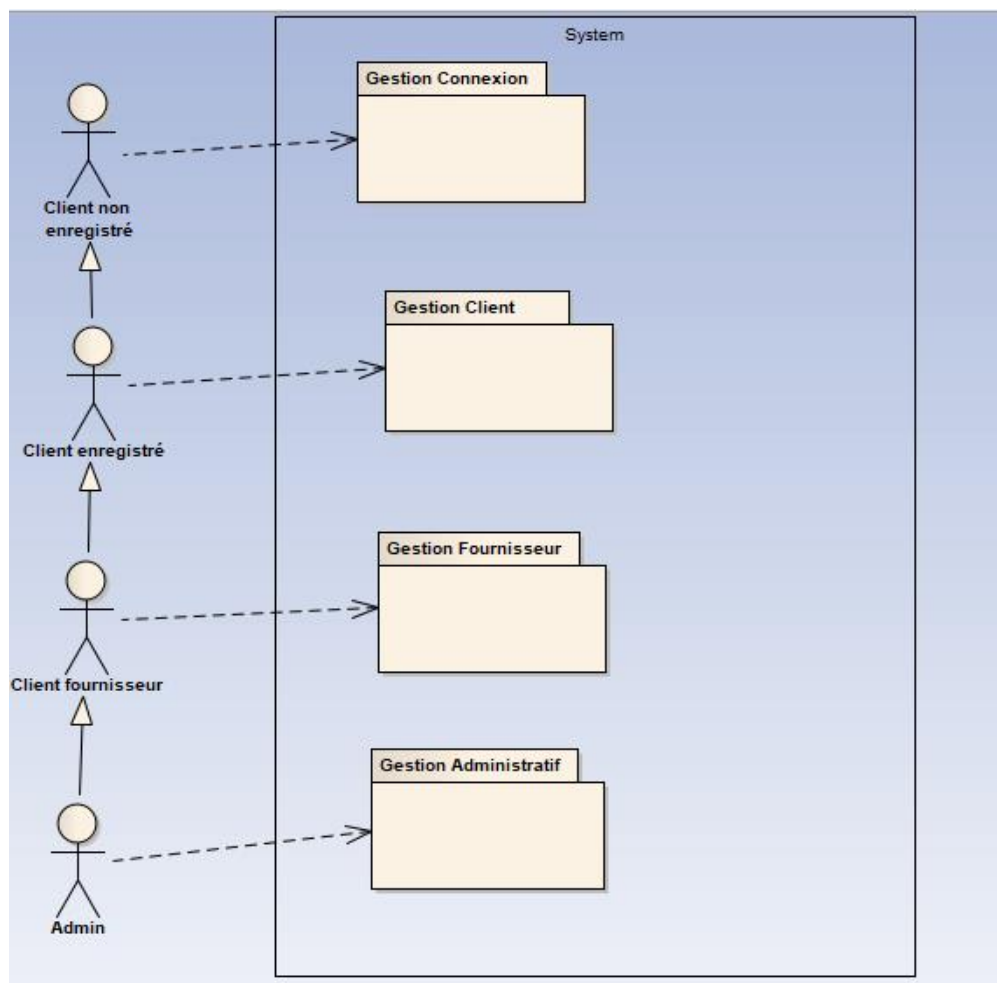 System
Gestion Connexion
Client non
enregistré
Gestion Client
Client enregistré
Gestion Fournisseur
Client fournisseur
Gestion Administratif
Admin